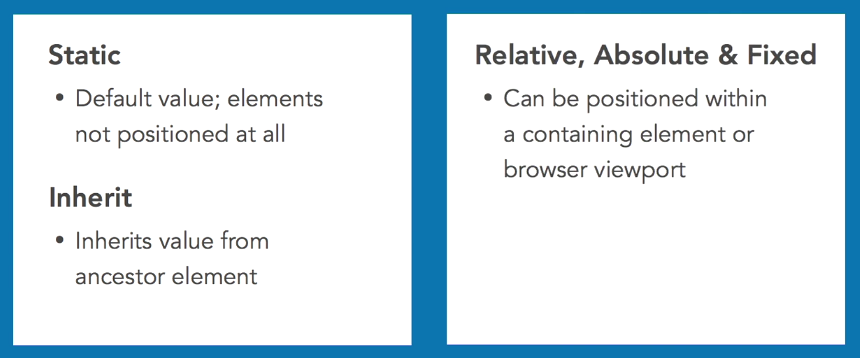 Static
• Default value; elements
not positioned at all
Inherit
• Inherits value from
ancestor element
Relative, Absolute & Fixed
• Can be positioned within
a containing element or
browser viewport